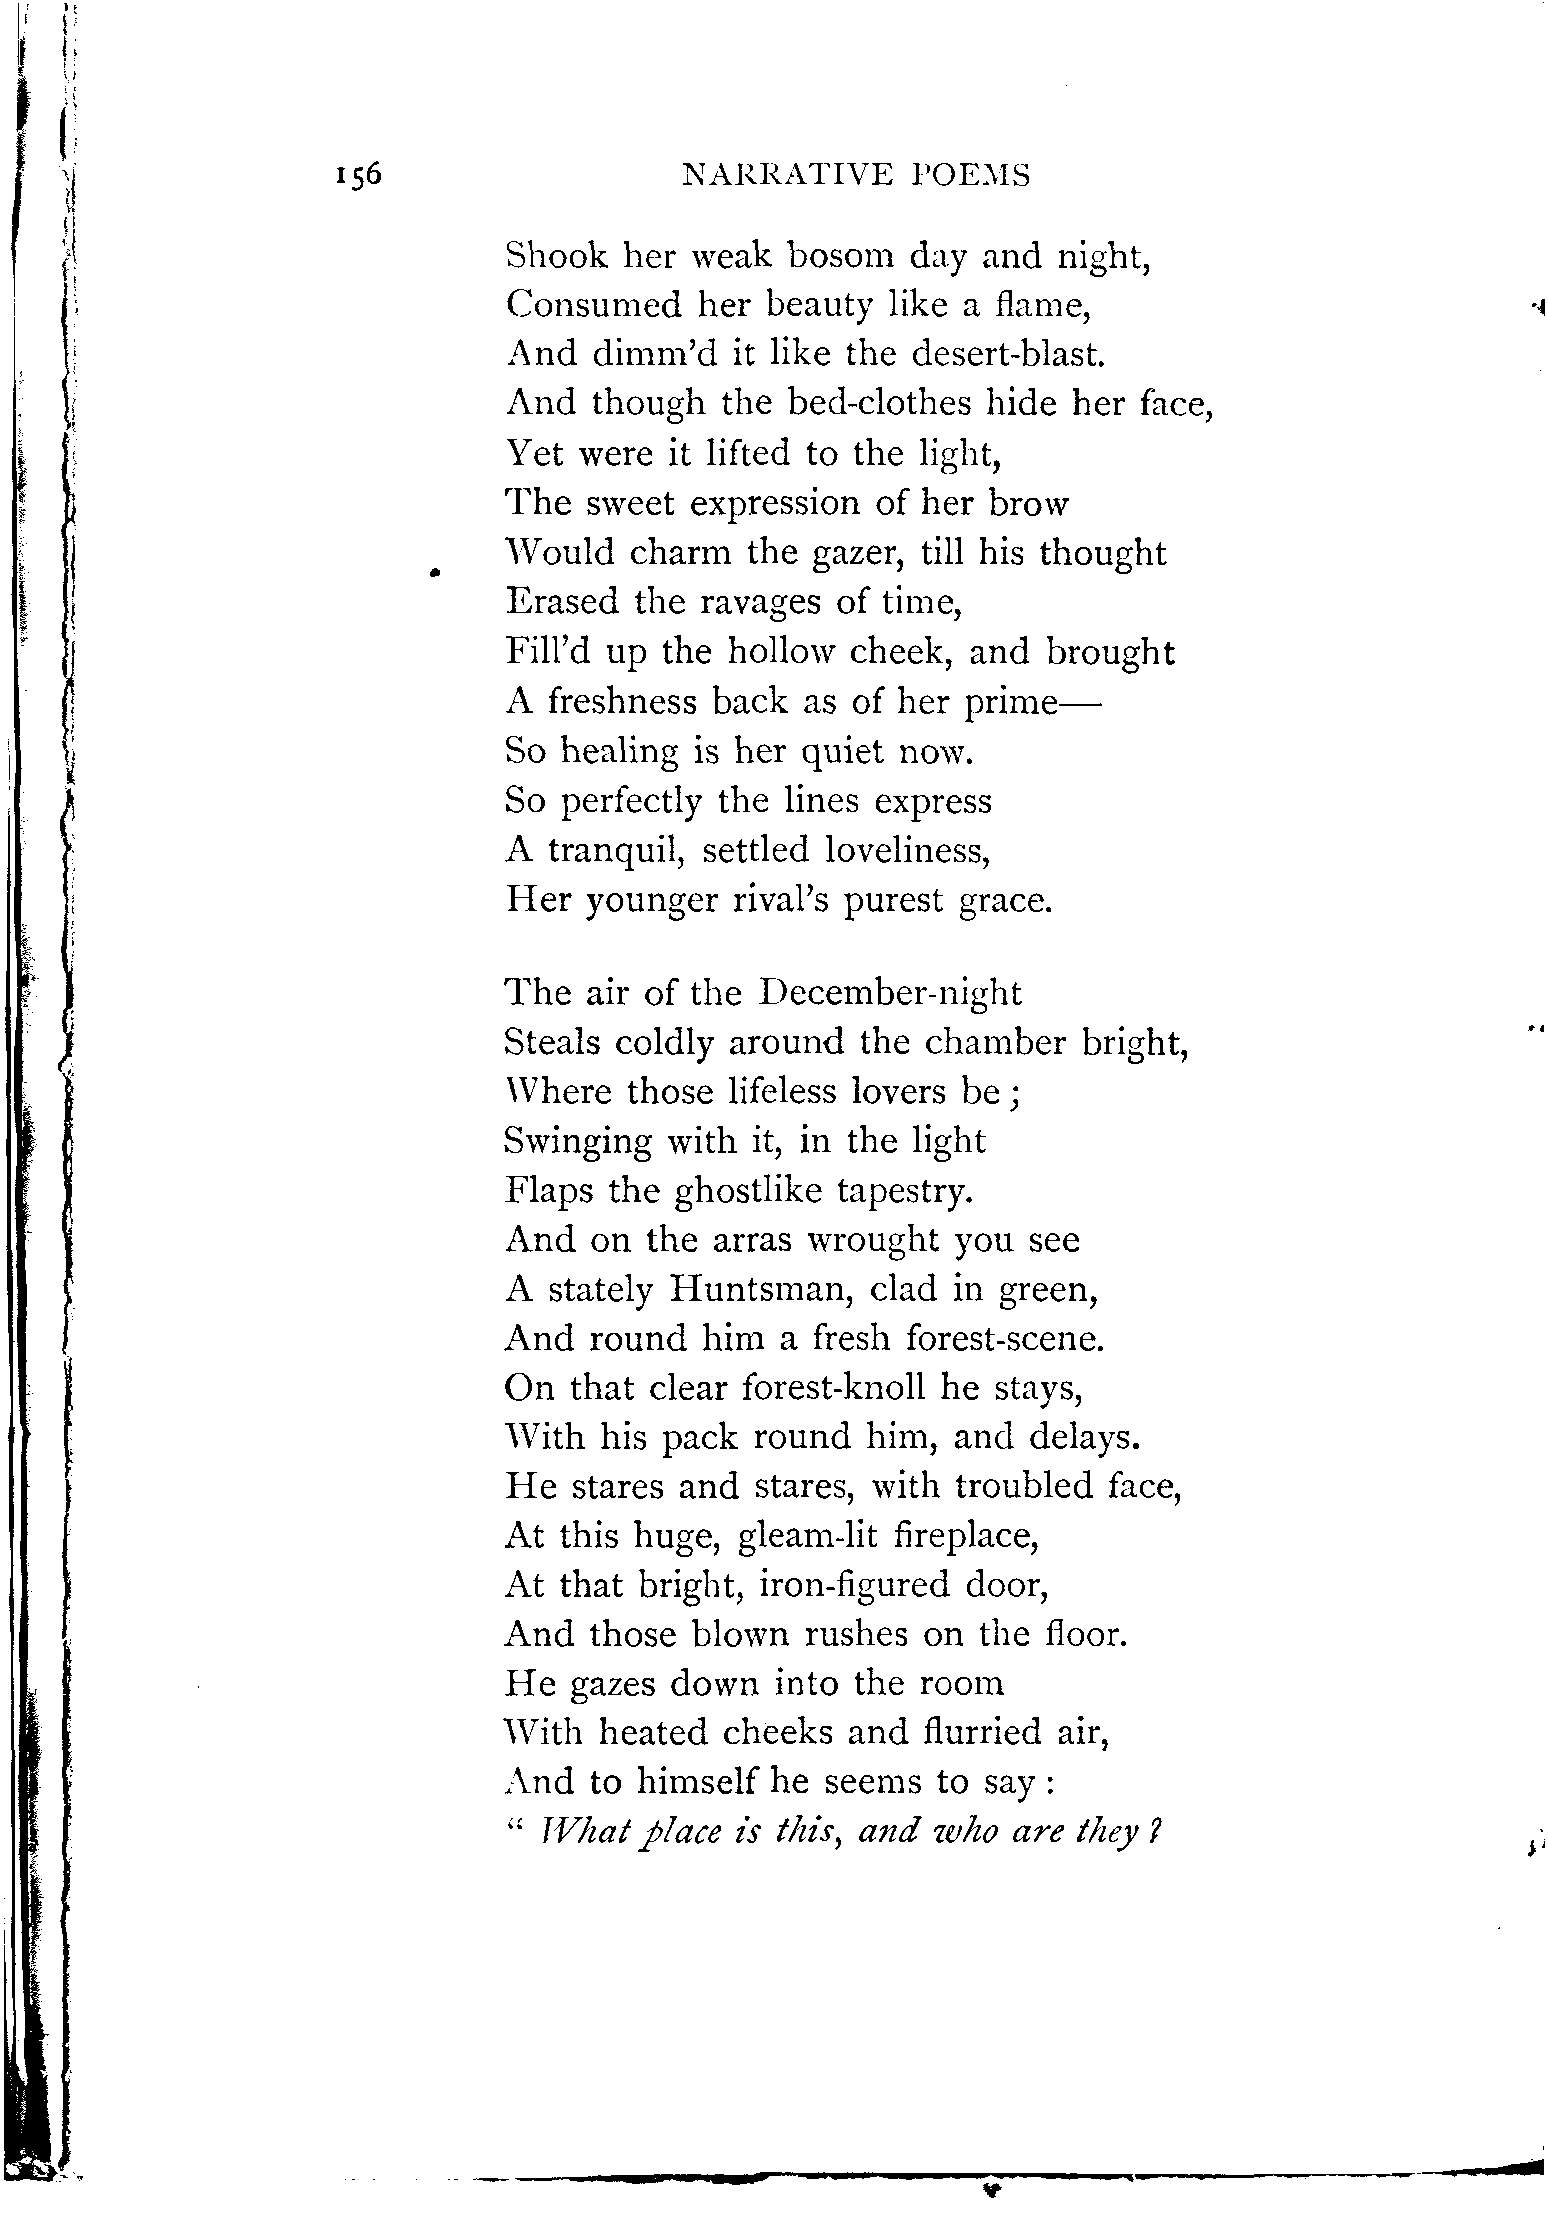 156 NARRATIVE POEMS
Shook her weak bosom day and night,
Consumed her beauty like a flame,
And dimm'd it like the desert-blast.
And though the bed-clothes hide her face,
Yet were it lifted to the light,
The sweet expression of her brow
Would charm the gazer, till his thought
Erased the ravages of time,
Fill'd up the hollow cheek, and brought
A freshness back as of her prime—
So healing is her quiet now.
So perfectly the lines express
A tranquil, settled loveliness,
Her younger rival's purest grace.
The air of the December-night
Steals coldly around the chamber bright,
Where those lifeless lovers be ;
Swinging with it, in the light
Flaps the ghostlike tapestry.
And on the arras wrought you see
A stately Huntsman, clad in green,
And round him a fresh forest-scene.
On that clear forest-knoll he stays,
With his pack round him, and delays.
He stares and stares, with troubled face,
At this huge, gleam-lit fireplace,
At that bright, iron-figured door,
And those blown rushes on the floor.
He gazes down into the room
With heated cheeks and flurried air,
And to himself he seems to say :
“ What place is this, and who are they ?